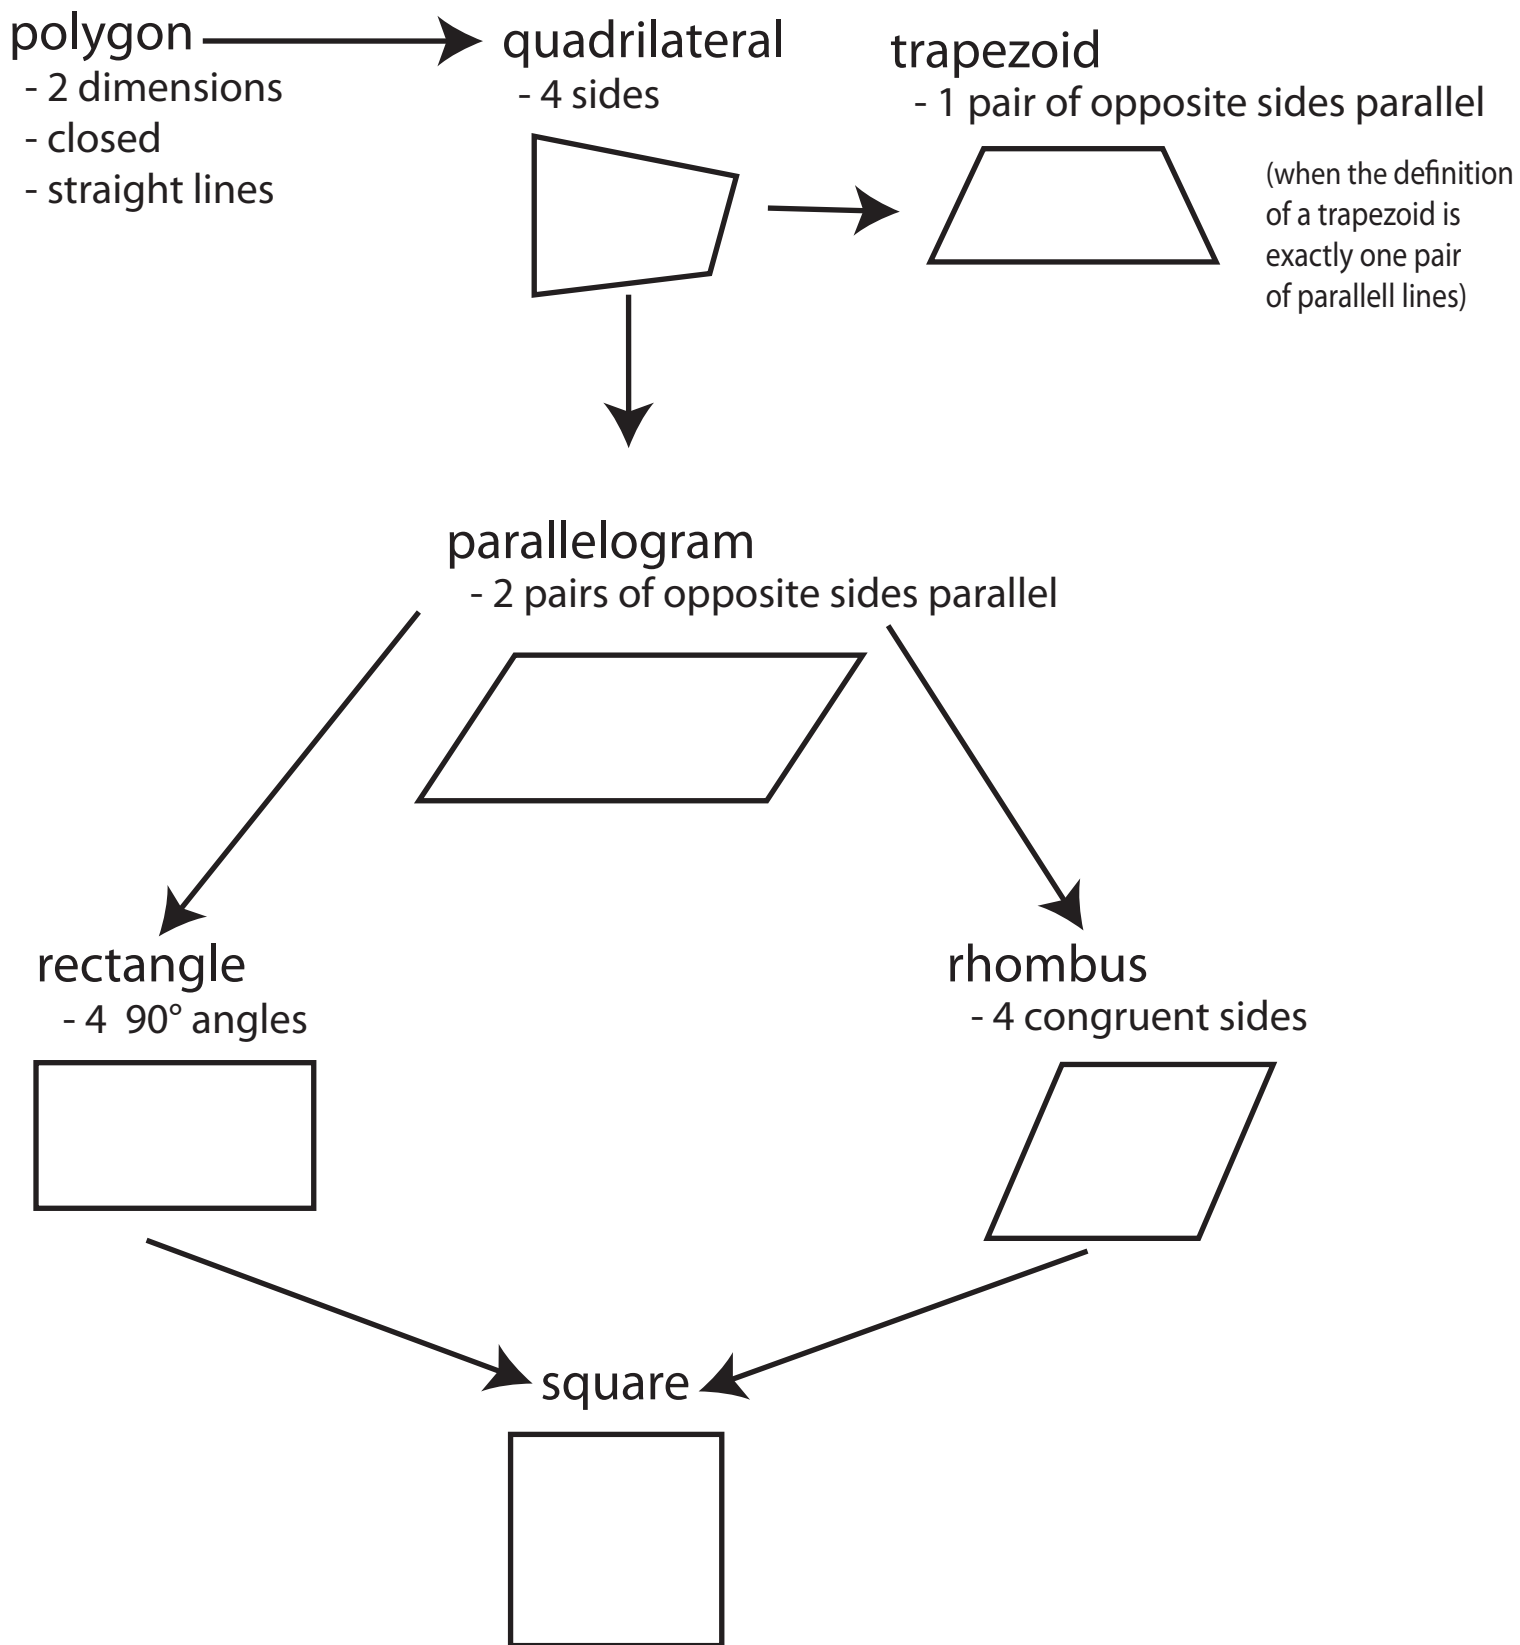 polygon
- 2 dimensions
- closed
- straight lines
quadrilateral
- 4 sides
trapezoid
- 1 pair of opposite sides parallel
(when the definition
of a trapezoid is
exactly one pair
of parallell lines)
parallelogram
- 2 pairs of opposite sides parallel
rectangle
- 4 90° angles
rhombus
- 4 congruent sides
square